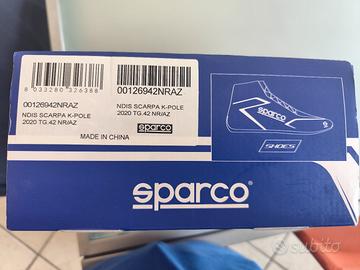 8 033280 326388
00126942NRAZ
NDIS SCARPA K-POLE
2020 TG.42 NR/AZ
00126942NRAZ
NDIS SCARPA K-POLE
2020 TG.42 NR/AZ
sparco
MADE IN CHINA
sparco
SHOES
sparco
subito